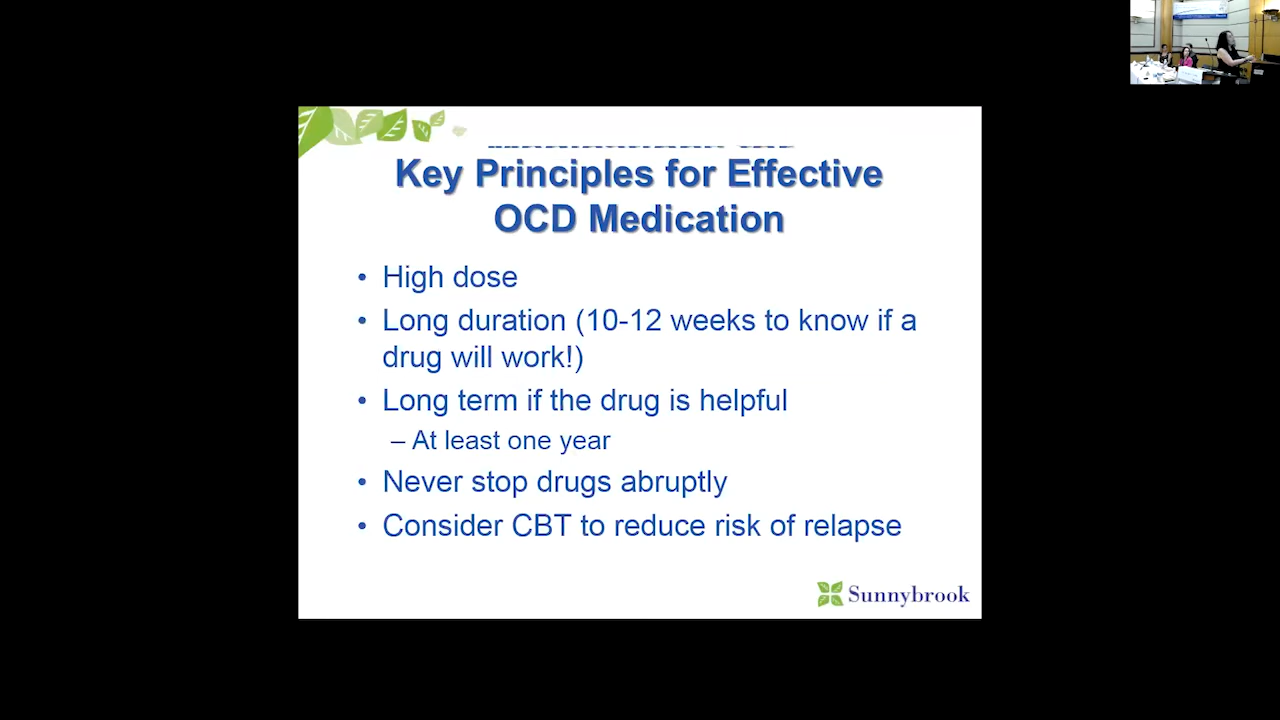 Key Principles for Effective
OCD Medication
• High dose
• Long duration (10-12 weeks to know if a
drug will work!)
• Long term if the drug is helpful
– At least one year
• Never stop drugs abruptly
• Consider CBT to reduce risk of relapse
Sunnybrook